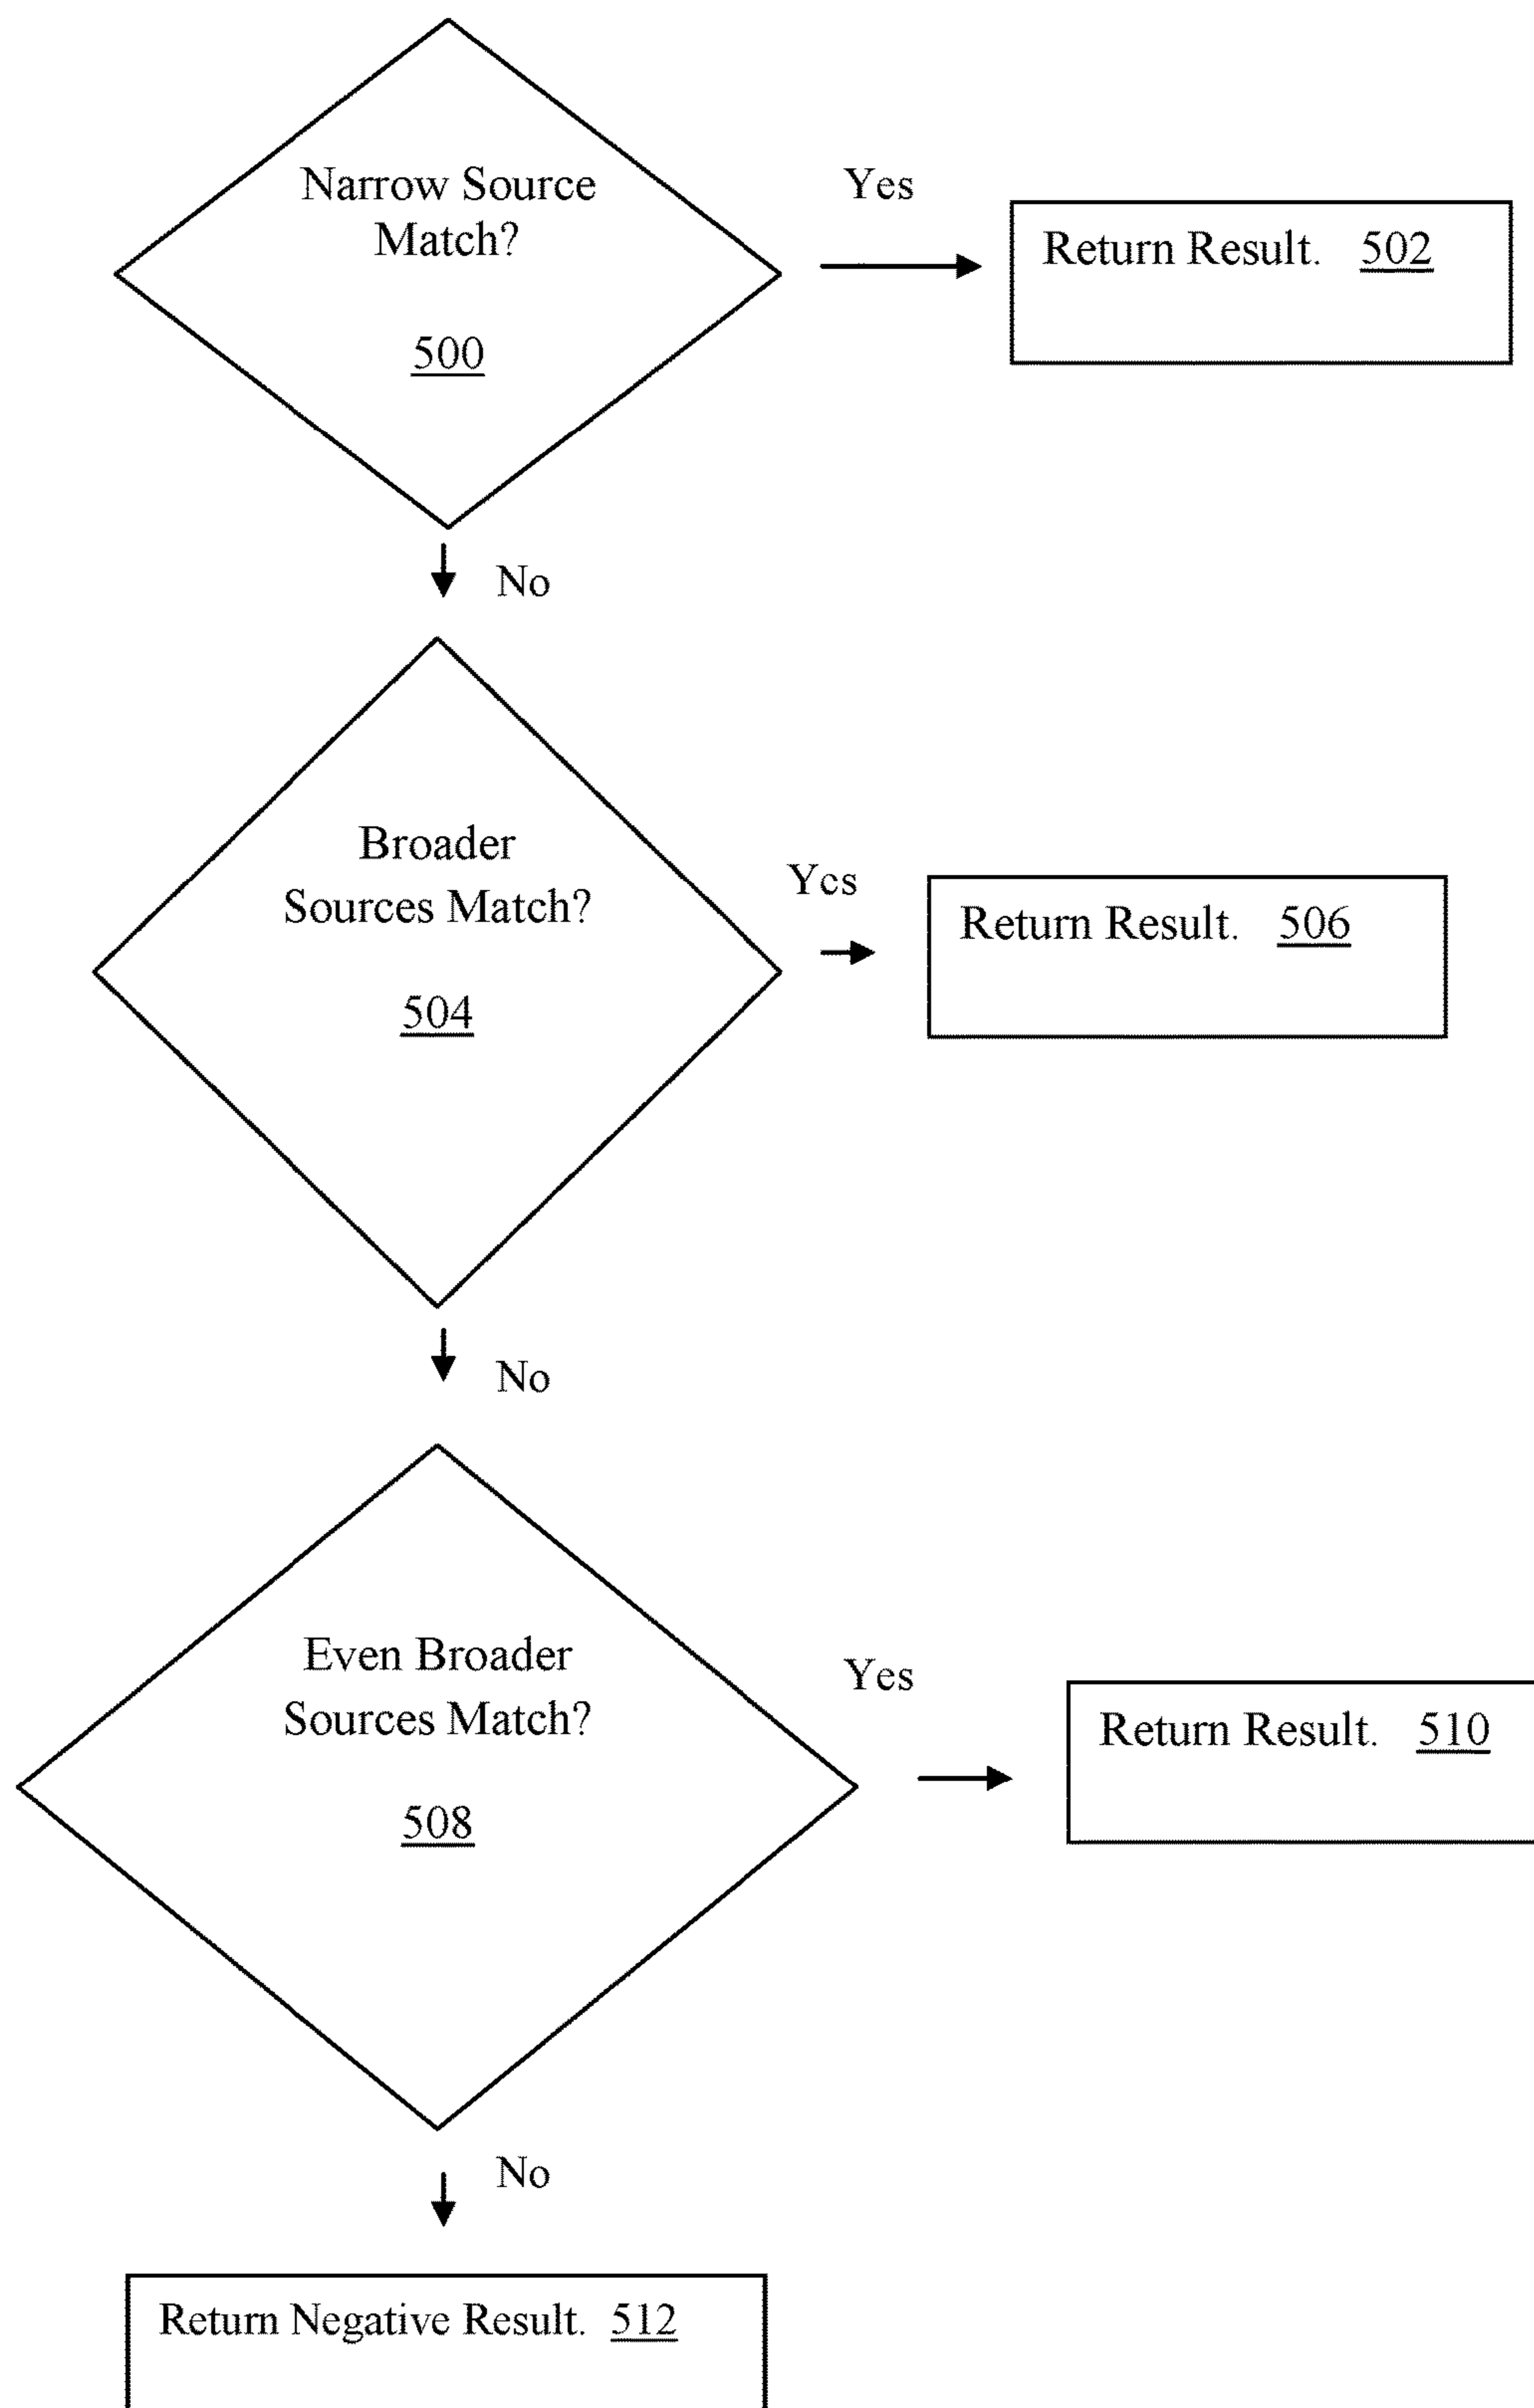 Narrow Source
Match?
Yes
Return Result. 502
500
No
Broader
Sources Match?
Yes
Return Result. 506
504
No
Even Broader
Sources Match?
Yes
Return Result. 510
508
No
Return Negative Result. 512